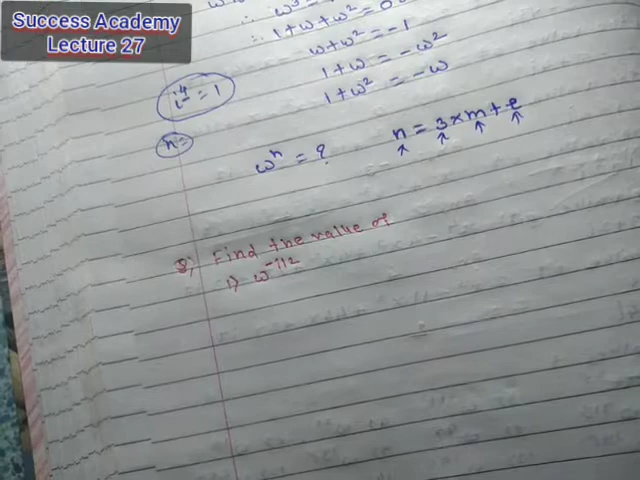 Success Academy
Lecture 27
∴ ω³ =
∴ 1+ω+ω² = 0
ω+ω² = -1
1+ω = -ω²
1+ω² = -ω
i⁴ = 1
n=
ωⁿ = ?
n = 3×m+e
Q) Find the value of
1) ω⁻¹¹²